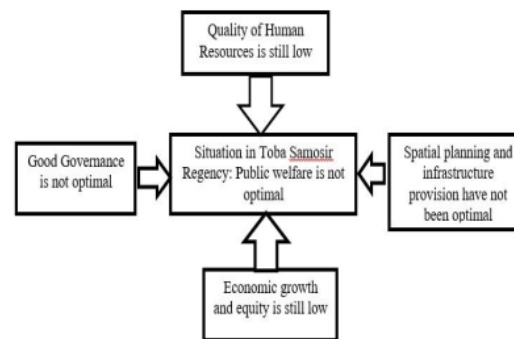 Quality of Human
Resources is still low
Good Governance
is not optimal
Situation in Toba Samosir
Regency: Public welfare is not
optimal
Spatial planning and
infrastructure
provision have not
been optimal
Economic growth
and equity is still low